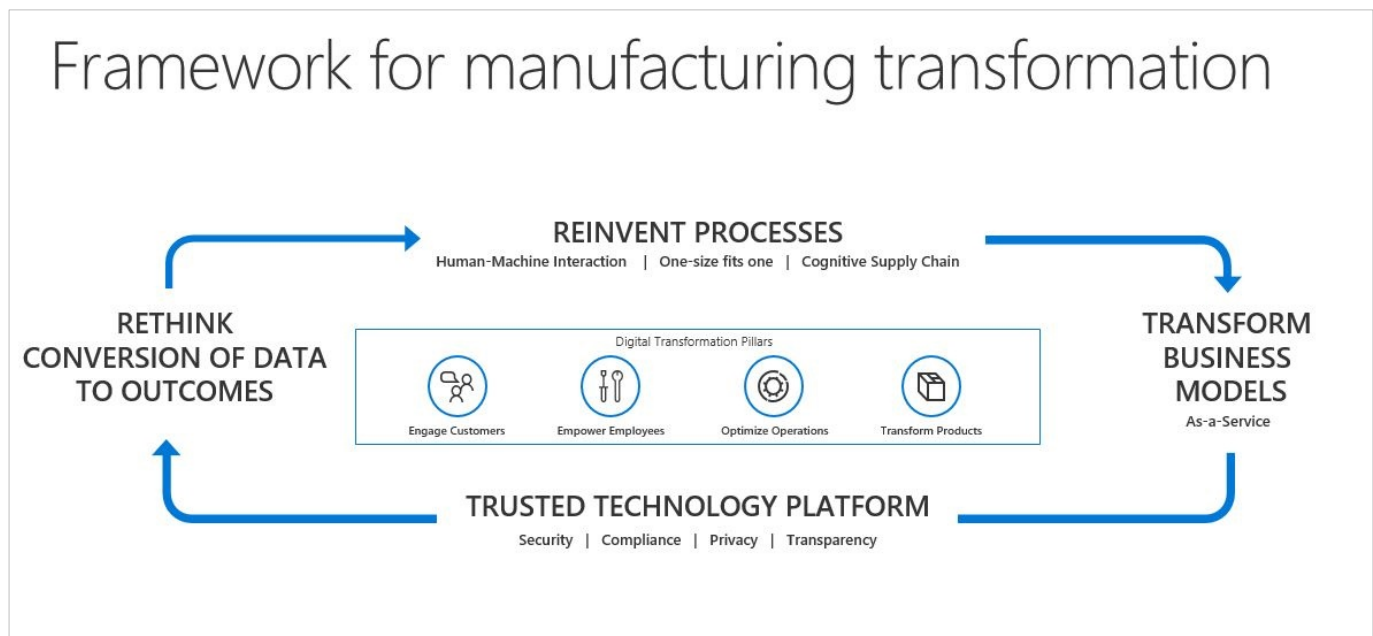 Framework for manufacturing transformation
REINVENT PROCESSES
Human-Machine Interaction | One-size fits one | Cognitive Supply Chain
RETHINK
CONVERSION OF DATA
TO OUTCOMES
Digital Transformation Pillars
Engage Customers
Empower Employees
Optimize Operations
Transform Products
TRANSFORM
BUSINESS
MODELS
As-a-Service
TRUSTED TECHNOLOGY PLATFORM
Security | Compliance | Privacy | Transparency